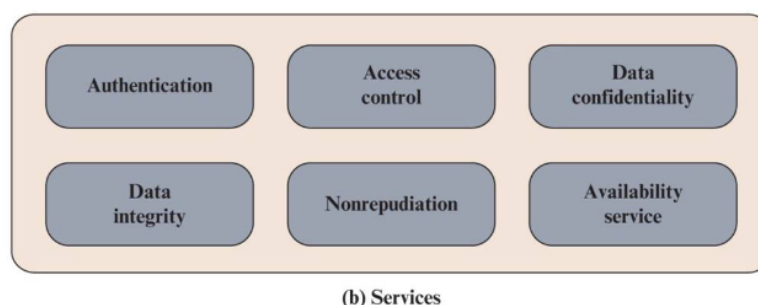 Authentication
Access
control
Data
confidentiality
Data
integrity
Nonrepudiation
Availability
service
(b) Services